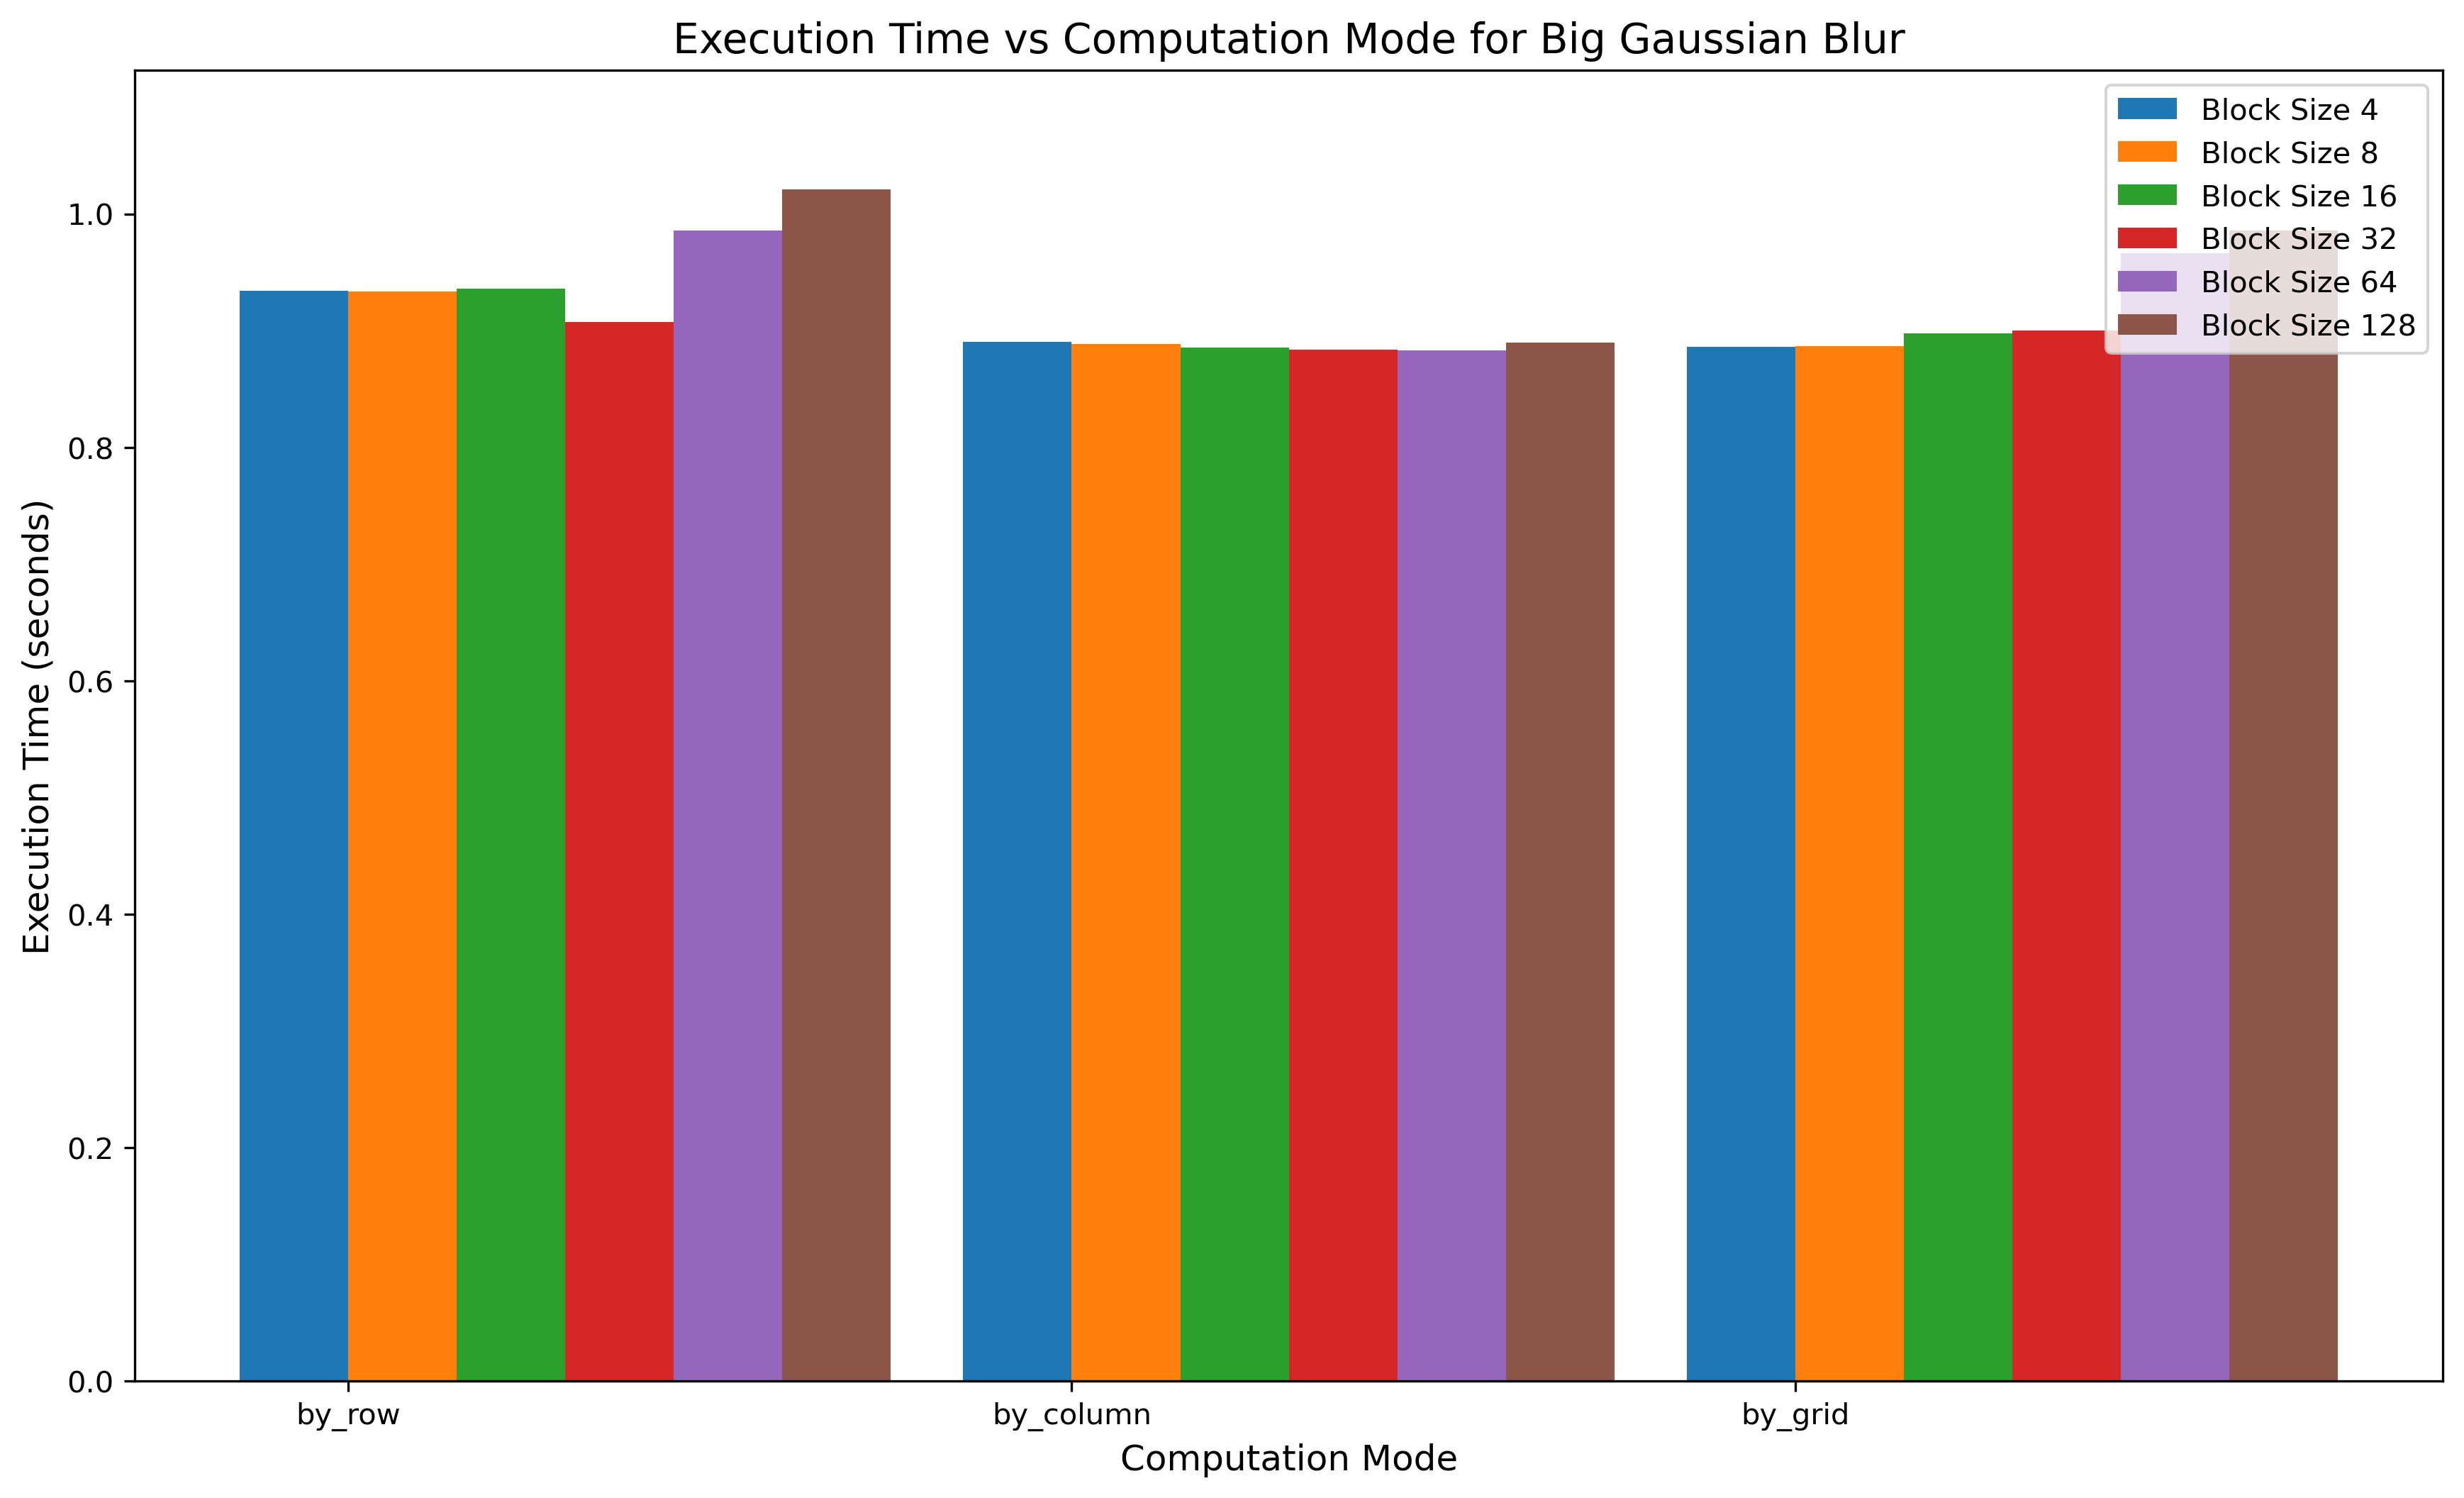 Execution Time vs Computation Mode for Big Gaussian Blur
Block Size 4
Block Size 8
Block Size 16
Block Size 32
Block Size 64
Block Size 128
Execution Time (seconds)
1.0
0.8
0.6
0.4
0.2
0.0
by_row by_column by_grid
Computation Mode